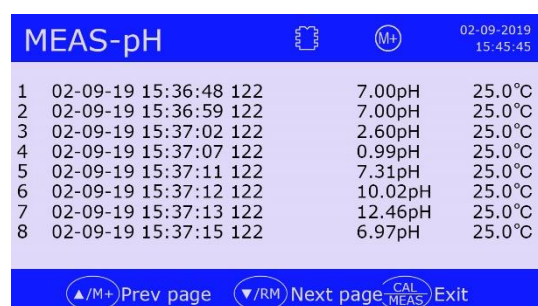 MEAS-pH M+ 02-09-2019
15:45:45
1 02-09-19 15:36:48 122 7.00pH 25.0°C
2 02-09-19 15:36:59 122 7.00pH 25.0°C
3 02-09-19 15:37:02 122 2.60pH 25.0°C
4 02-09-19 15:37:07 122 0.99pH 25.0°C
5 02-09-19 15:37:11 122 7.31pH 25.0°C
6 02-09-19 15:37:12 122 10.02pH 25.0°C
7 02-09-19 15:37:13 122 12.46pH 25.0°C
8 02-09-19 15:37:15 122 6.97pH 25.0°C
▲/M+ Prev page ▼/RM Next page CAL/MEAS Exit